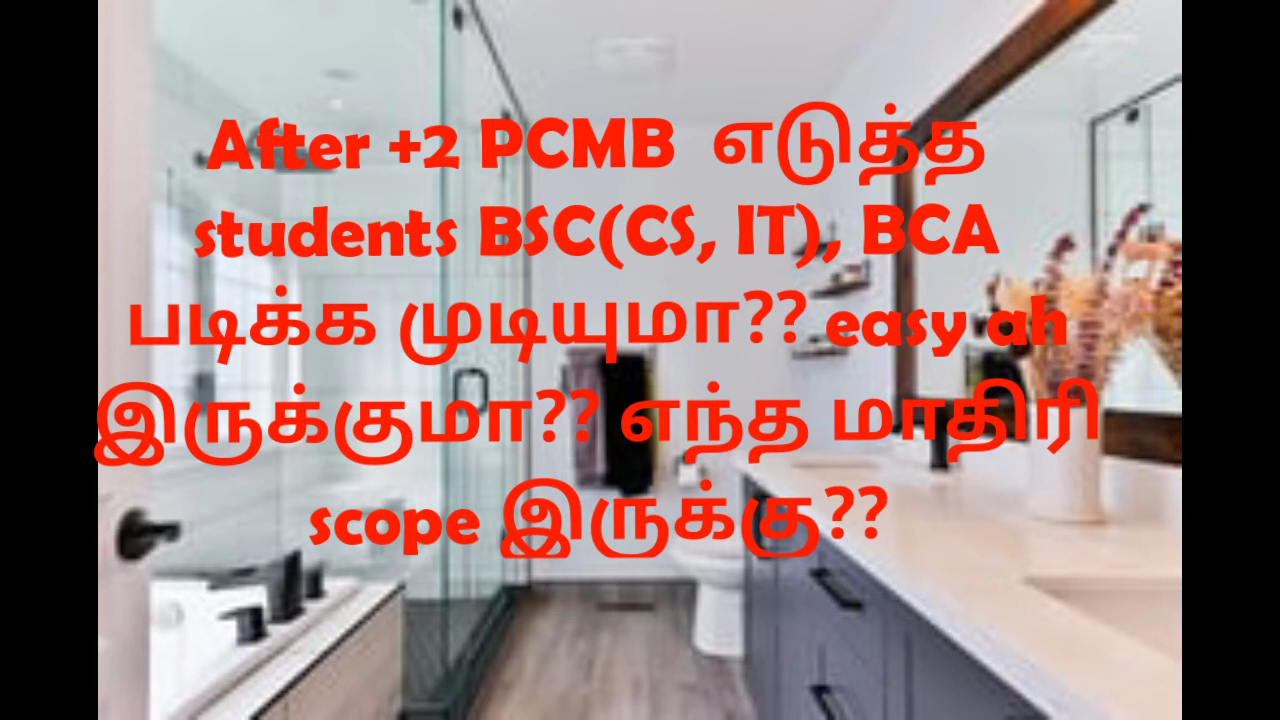 After +2 PCMB எடுத்த
students BSC(CS, IT), BCA
படிக்க முடியுமா?? easy ah
இருக்குமா?? எந்த மாதிரி
scope இருக்கு??